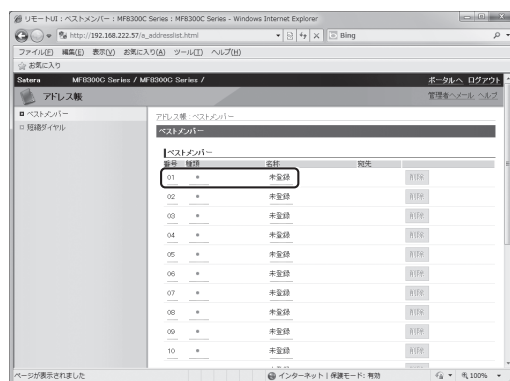 リモートUI : ベストメンバー : MF8300C Series : MF8300C Series - Windows Internet Explorer
http://192.168.222.57/a_addresslist.html
Bing
ファイル(F) 編集(E) 表示(V) お気に入り(A) ツール(T) ヘルプ(H)
お気に入り
Satera MF8300C Series / MF8300C Series / ポータルへ ログアウト
アドレス帳 管理者へメール ヘルプ
ベストメンバー
短縮ダイヤル
アドレス帳 : ベストメンバー
ベストメンバー
ベストメンバー
番号 種類 名称 宛先
01 未登録 削除
02 未登録 削除
03 未登録 削除
04 未登録 削除
05 未登録 削除
06 未登録 削除
07 未登録 削除
08 未登録 削除
09 未登録 削除
10 未登録 削除
ページが表示されました インターネット | 保護モード: 有効 100%